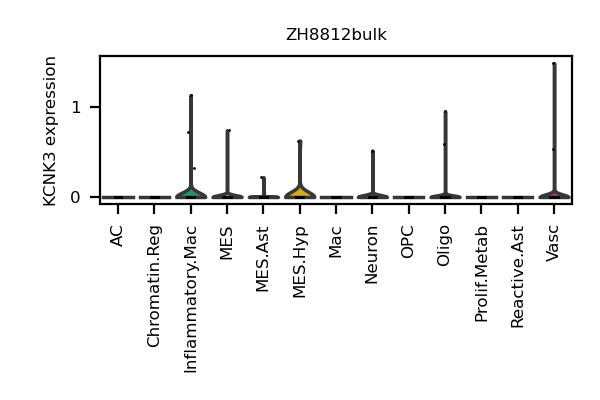 ZH8812bulk
KCNK3 expression
1
0
AC
Chromatin.Reg
Inflammatory.Mac
MES
MES.Ast
MES.Hyp
Mac
Neuron
OPC
Oligo
Prolif.Metab
Reactive.Ast
Vasc